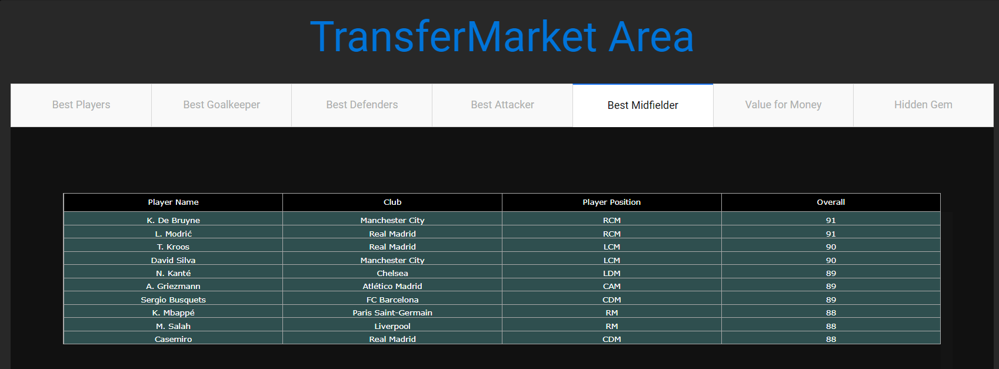 TransferMarket Area
Best Players Best Goalkeeper Best Defenders Best Attacker Best Midfielder Value for Money Hidden Gem
Player Name Club Player Position Overall
K. De Bruyne Manchester City RCM 91
L. Modrić Real Madrid RCM 91
T. Kroos Real Madrid LCM 90
David Silva Manchester City LCM 90
N. Kanté Chelsea LDM 89
A. Griezmann Atlético Madrid CAM 89
Sergio Busquets FC Barcelona CDM 89
K. Mbappé Paris Saint-Germain RM 88
M. Salah Liverpool RM 88
Casemiro Real Madrid CDM 88